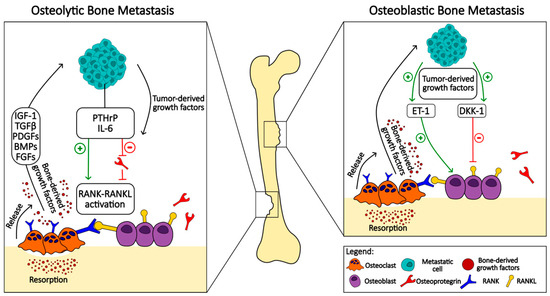 Osteolytic Bone Metastasis
IGF-1
TGFβ
PDGFs
BMPs
FGFs
PTHrP
IL-6
Tumor-derived
growth factors
+
−
RANK-RANKL
activation
Bone-derived
growth factors
Release
Resorption
Osteoblastic Bone Metastasis
Tumor-derived
growth factors
+
+
ET-1
DKK-1
+
−
Bone-derived
growth factors
Release
Resorption
Legend:
Osteoclast
Metastatic
cell
Bone-derived
growth factors
Osteoblast
Osteoprotegrin
RANK
RANKL